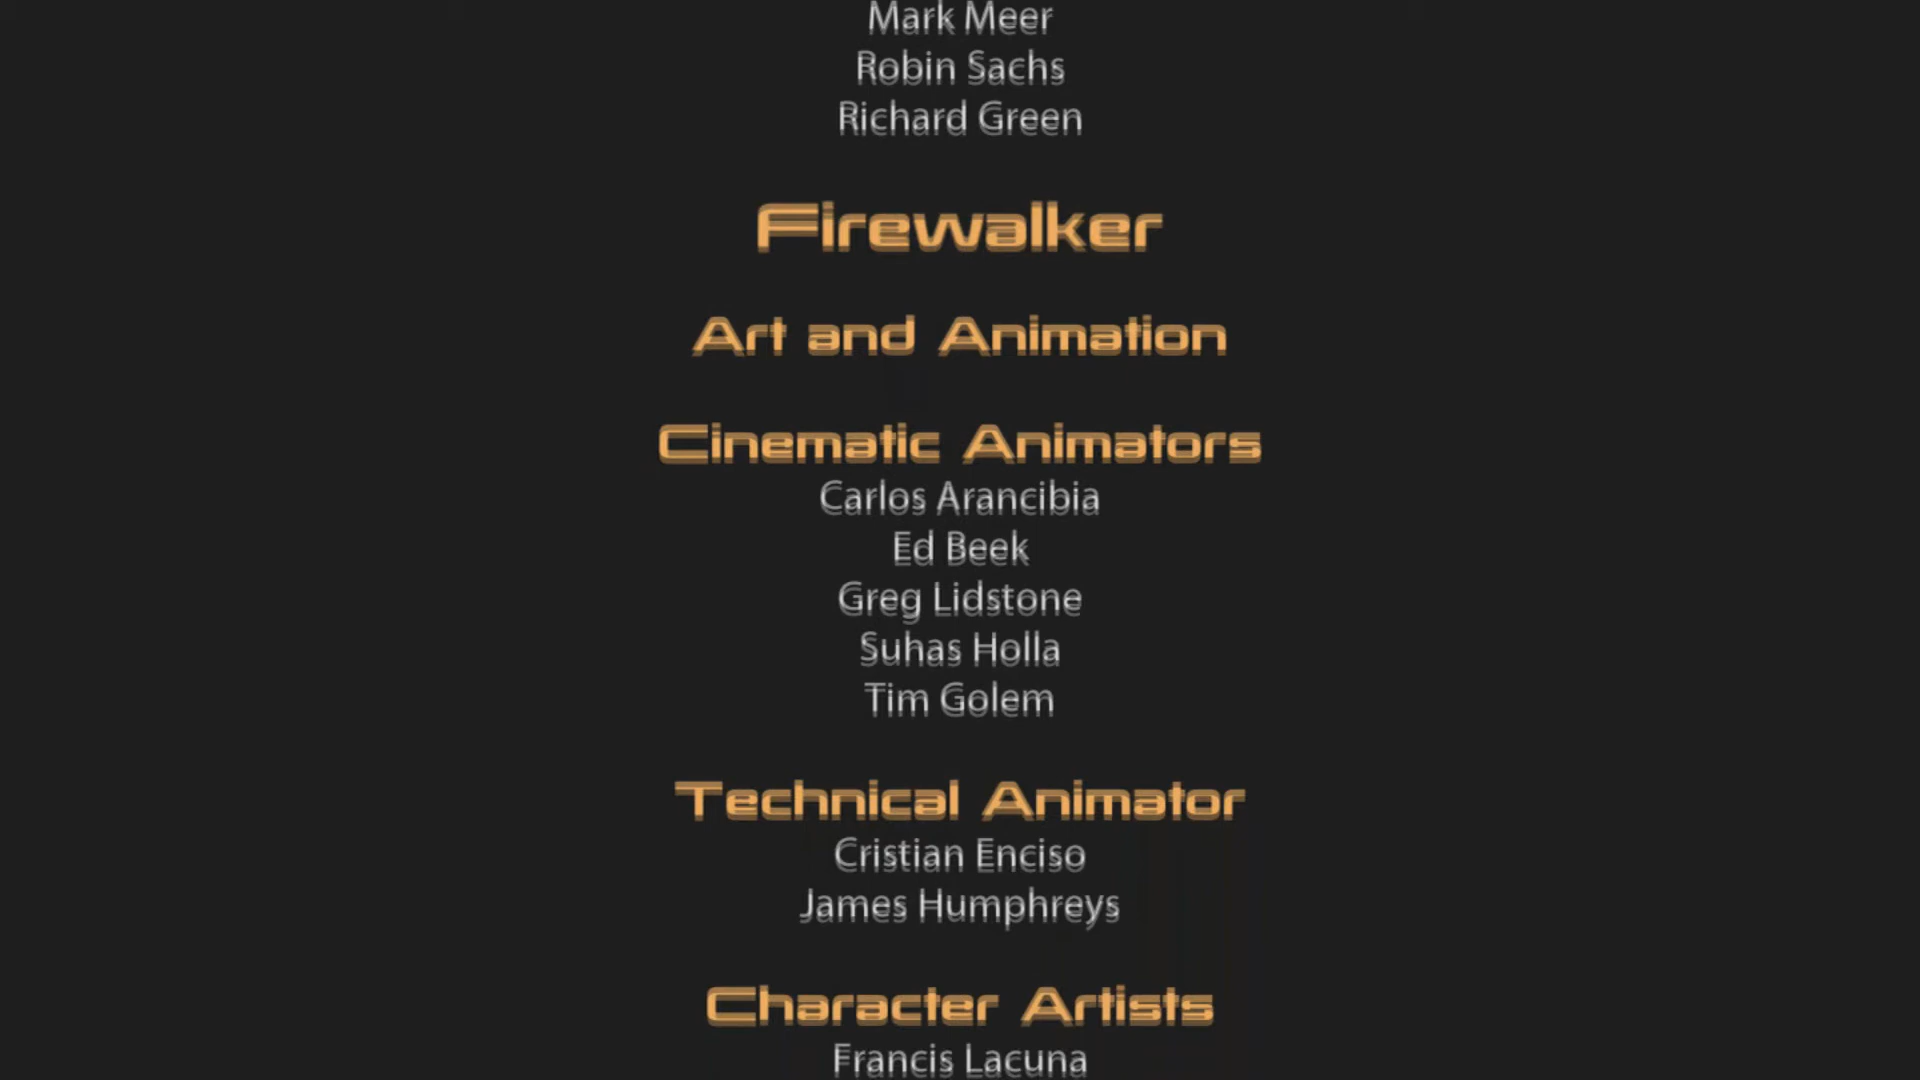 Mark Meer
Robin Sachs
Richard Green
Firewalker
Art and Animation
Cinematic Animators
Carlos Arancibia
Ed Beek
Greg Lidstone
Suhas Holla
Tim Golem
Technical Animator
Cristian Enciso
James Humphreys
Character Artists
Francis Lacuna